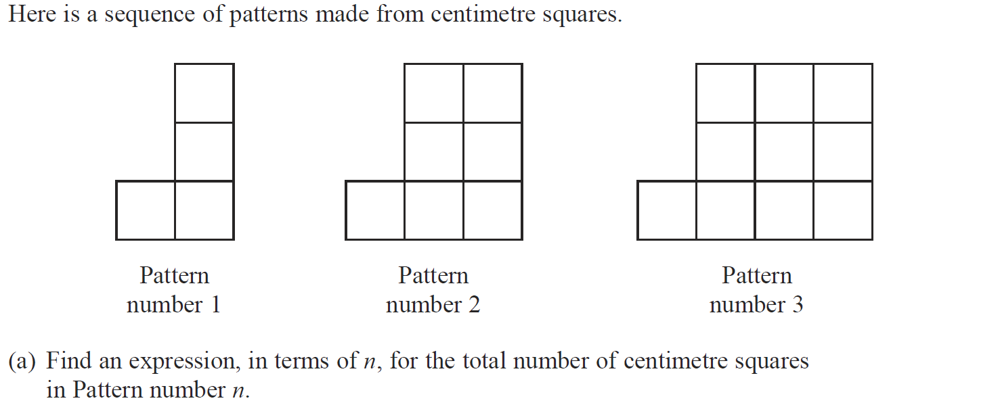 Here is a sequence of patterns made from centimetre squares.
Pattern
number 1
Pattern
number 2
Pattern
number 3
(a) Find an expression, in terms of n, for the total number of centimetre squares
in Pattern number n.